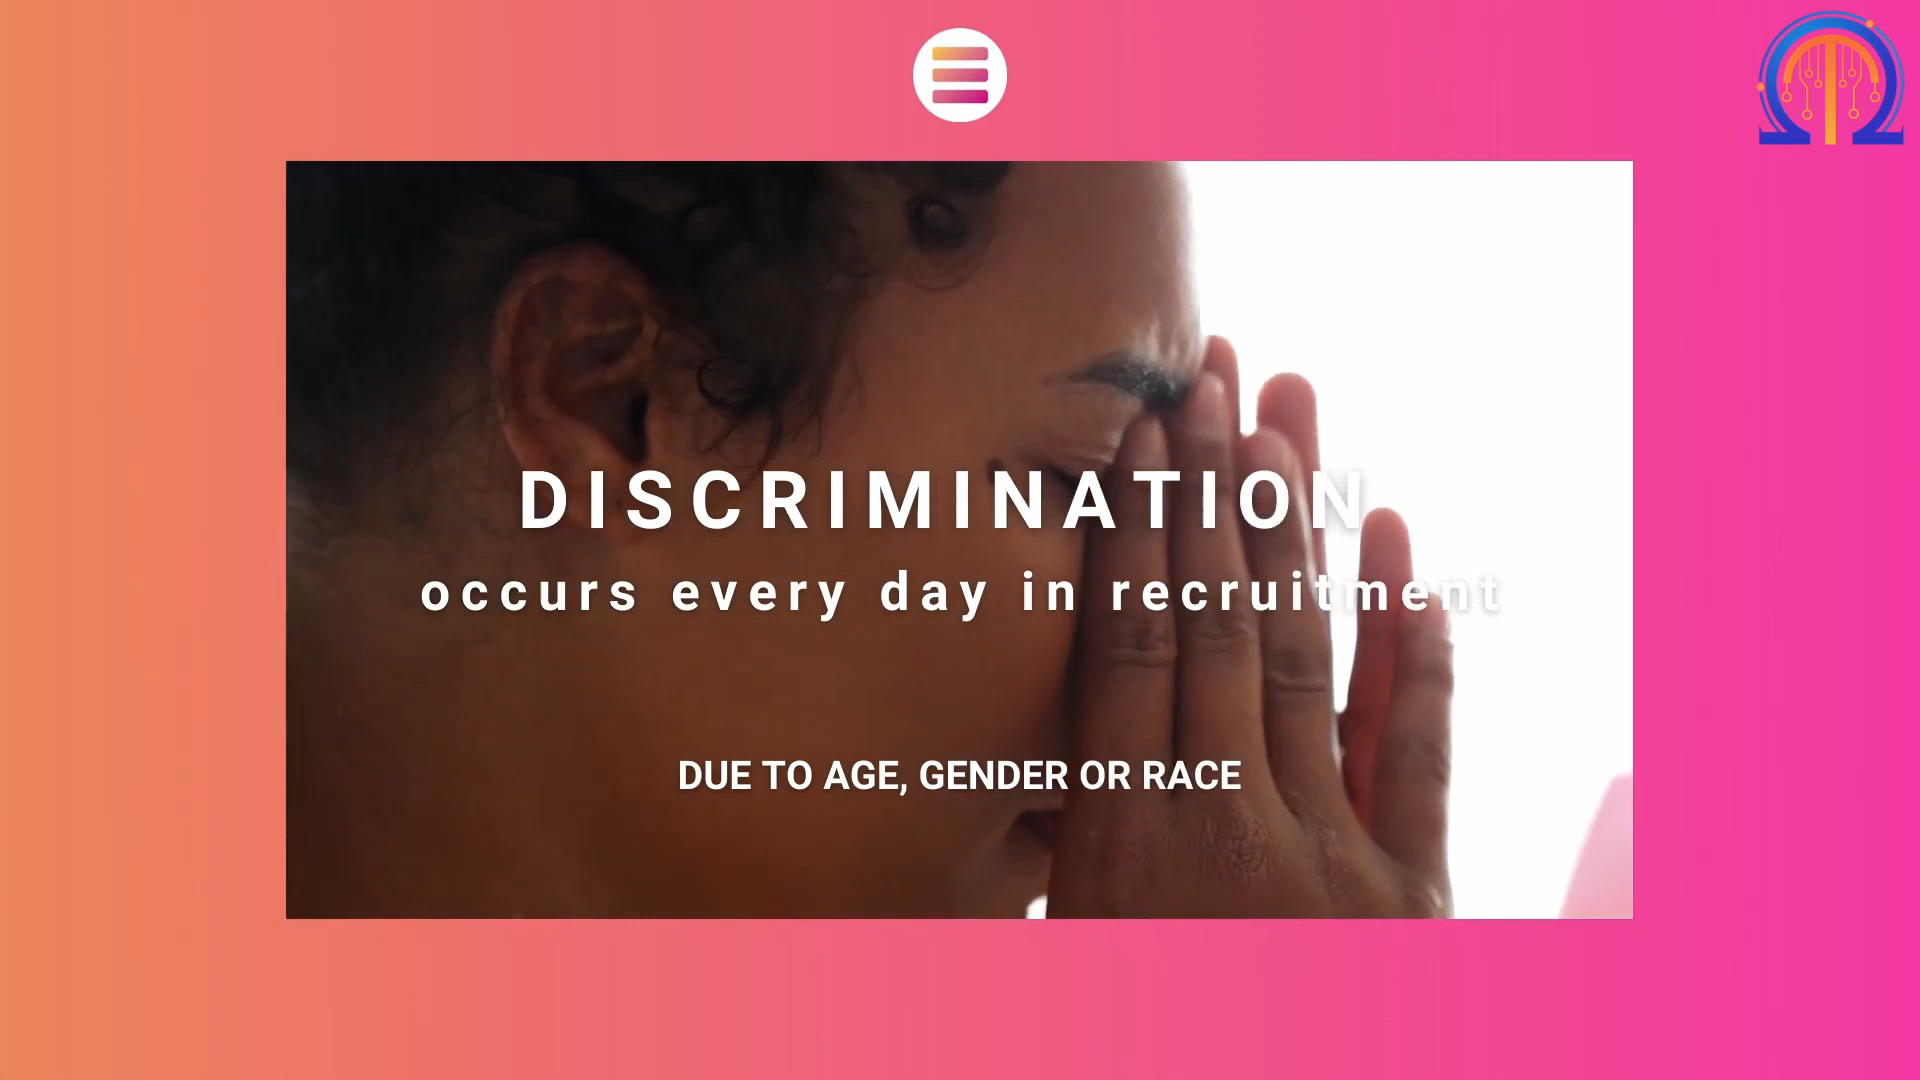 DISCRIMINATION
occurs every day in recruitment
DUE TO AGE, GENDER OR RACE